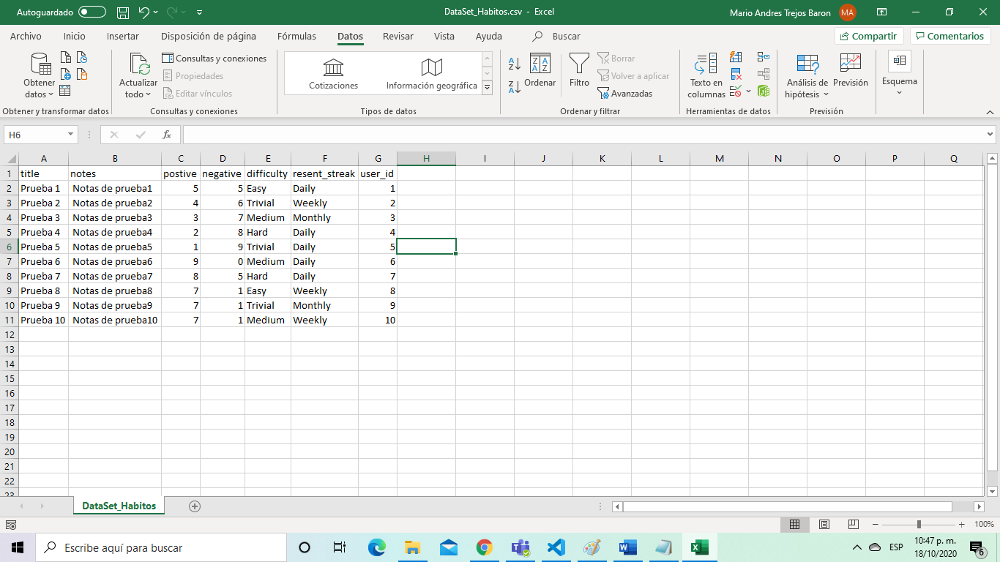 Autoguardado
DataSet_Habitos.csv - Excel
Mario Andres Trejos Baron MA
Archivo Inicio Insertar Disposición de página Fórmulas Datos Revisar Vista Ayuda Buscar Compartir Comentarios
Obtener datos
Actualizar todo
Consultas y conexiones
Propiedades
Editar vínculos
Cotizaciones Información geográfica
Ordenar
Filtro
Borrar
Volver a aplicar
Avanzadas
Texto en columnas
Análisis de hipótesis
Previsión
Esquema
Obtener y transformar datos Consultas y conexiones Tipos de datos Ordenar y filtrar Herramientas de datos Previsión
H6 fx
A B C D E F G H I J K L M N O P Q
1 title notes postive negative difficulty resent_streak user_id
2 Prueba 1 Notas de prueba1 5 5 Easy Daily 1
3 Prueba 2 Notas de prueba2 4 6 Trivial Weekly 2
4 Prueba 3 Notas de prueba3 3 7 Medium Monthly 3
5 Prueba 4 Notas de prueba4 2 8 Hard Daily 4
6 Prueba 5 Notas de prueba5 1 9 Trivial Daily 5
7 Prueba 6 Notas de prueba6 9 0 Medium Daily 6
8 Prueba 7 Notas de prueba7 8 5 Hard Daily 7
9 Prueba 8 Notas de prueba8 7 1 Easy Weekly 8
10 Prueba 9 Notas de prueba9 7 1 Trivial Monthly 9
11 Prueba 10 Notas de prueba10 7 1 Medium Weekly 10
12
13
14
15
16
17
18
19
20
21
22
23
DataSet_Habitos
100%
Escribe aquí para buscar
ESP
10:47 p. m.
18/10/2020
6